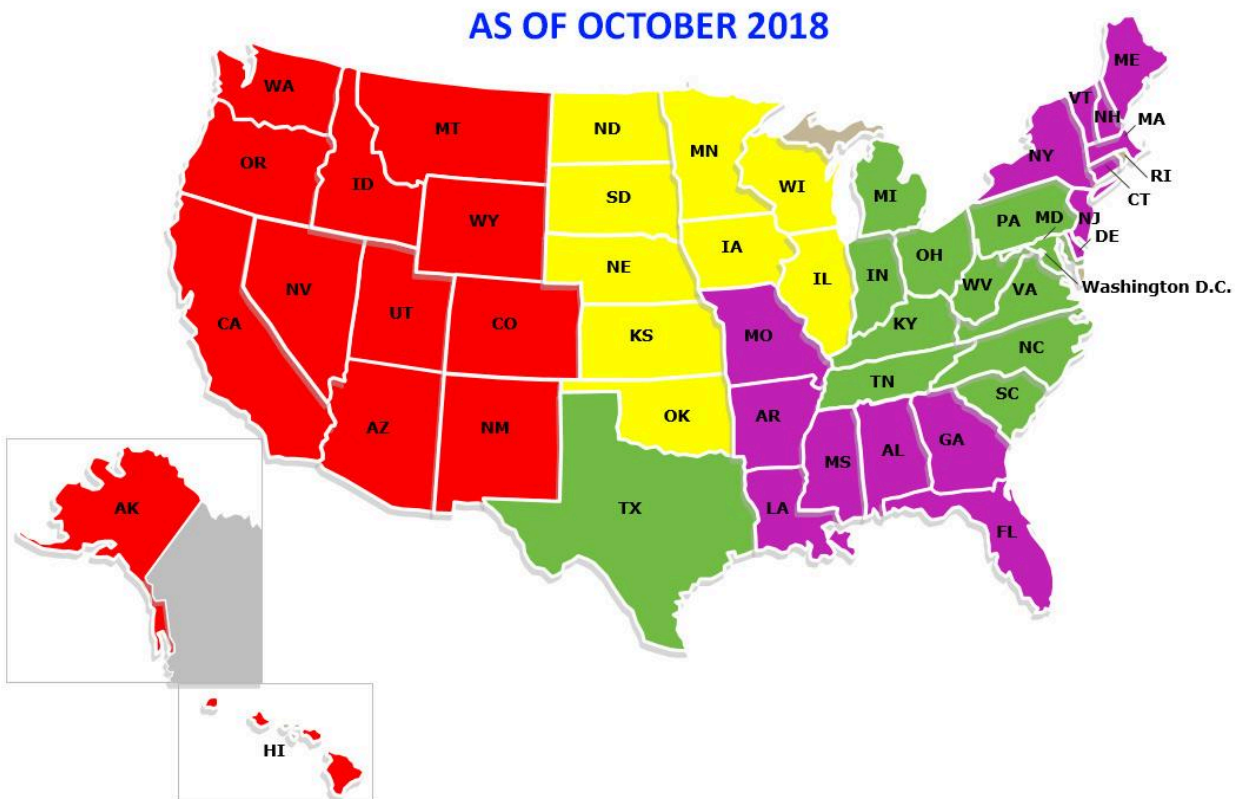 AS OF OCTOBER 2018
ME
WA
VT
NH
MA
MT
ND
OR
MN
NY
RI
ID
WI
MI
CT
SD
WY
PA
MD
NJ
DE
IA
OH
NE
IN
IL
WV
VA
Washington D.C.
NV
UT
CO
CA
KS
MO
KY
NC
TN
SC
AZ
NM
OK
AR
GA
AL
MS
AK
TX
LA
FL
HI